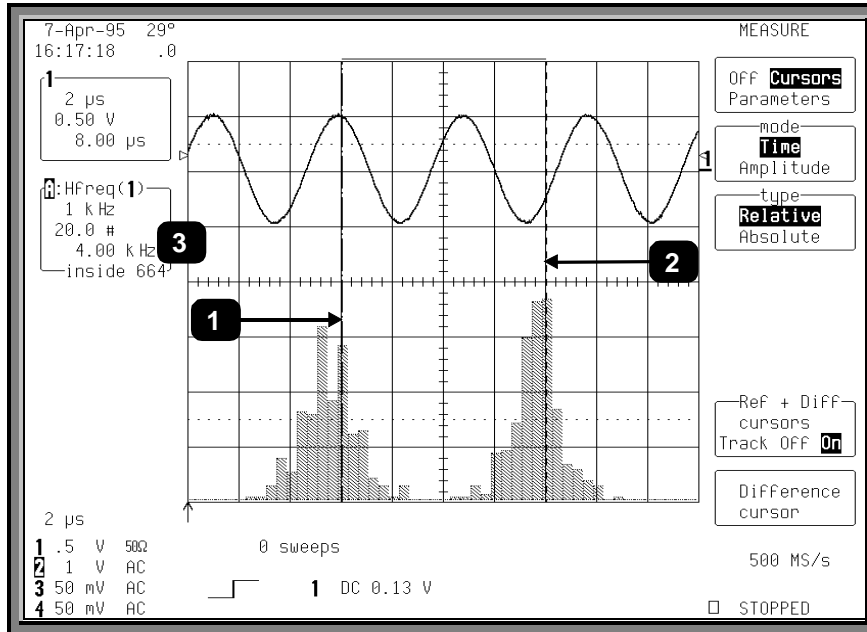 7-Apr-95 29°
16:17:18 .0
1
2 µs
0.50 V
8.00 µs
A:Hfreq(1)
1 kHz
20.0 #
4.00 kHz
inside 664
3
1
2
1
2 µs
1 .5 V 50Ω
2 1 V AC
3 50 mV AC
4 50 mV AC
0 sweeps
1 DC 0.13 V
MEASURE
Off Cursors
Parameters
mode
Time
Amplitude
type
Relative
Absolute
Ref + Diff
cursors
Track Off On
Difference
cursor
500 MS/s
STOPPED